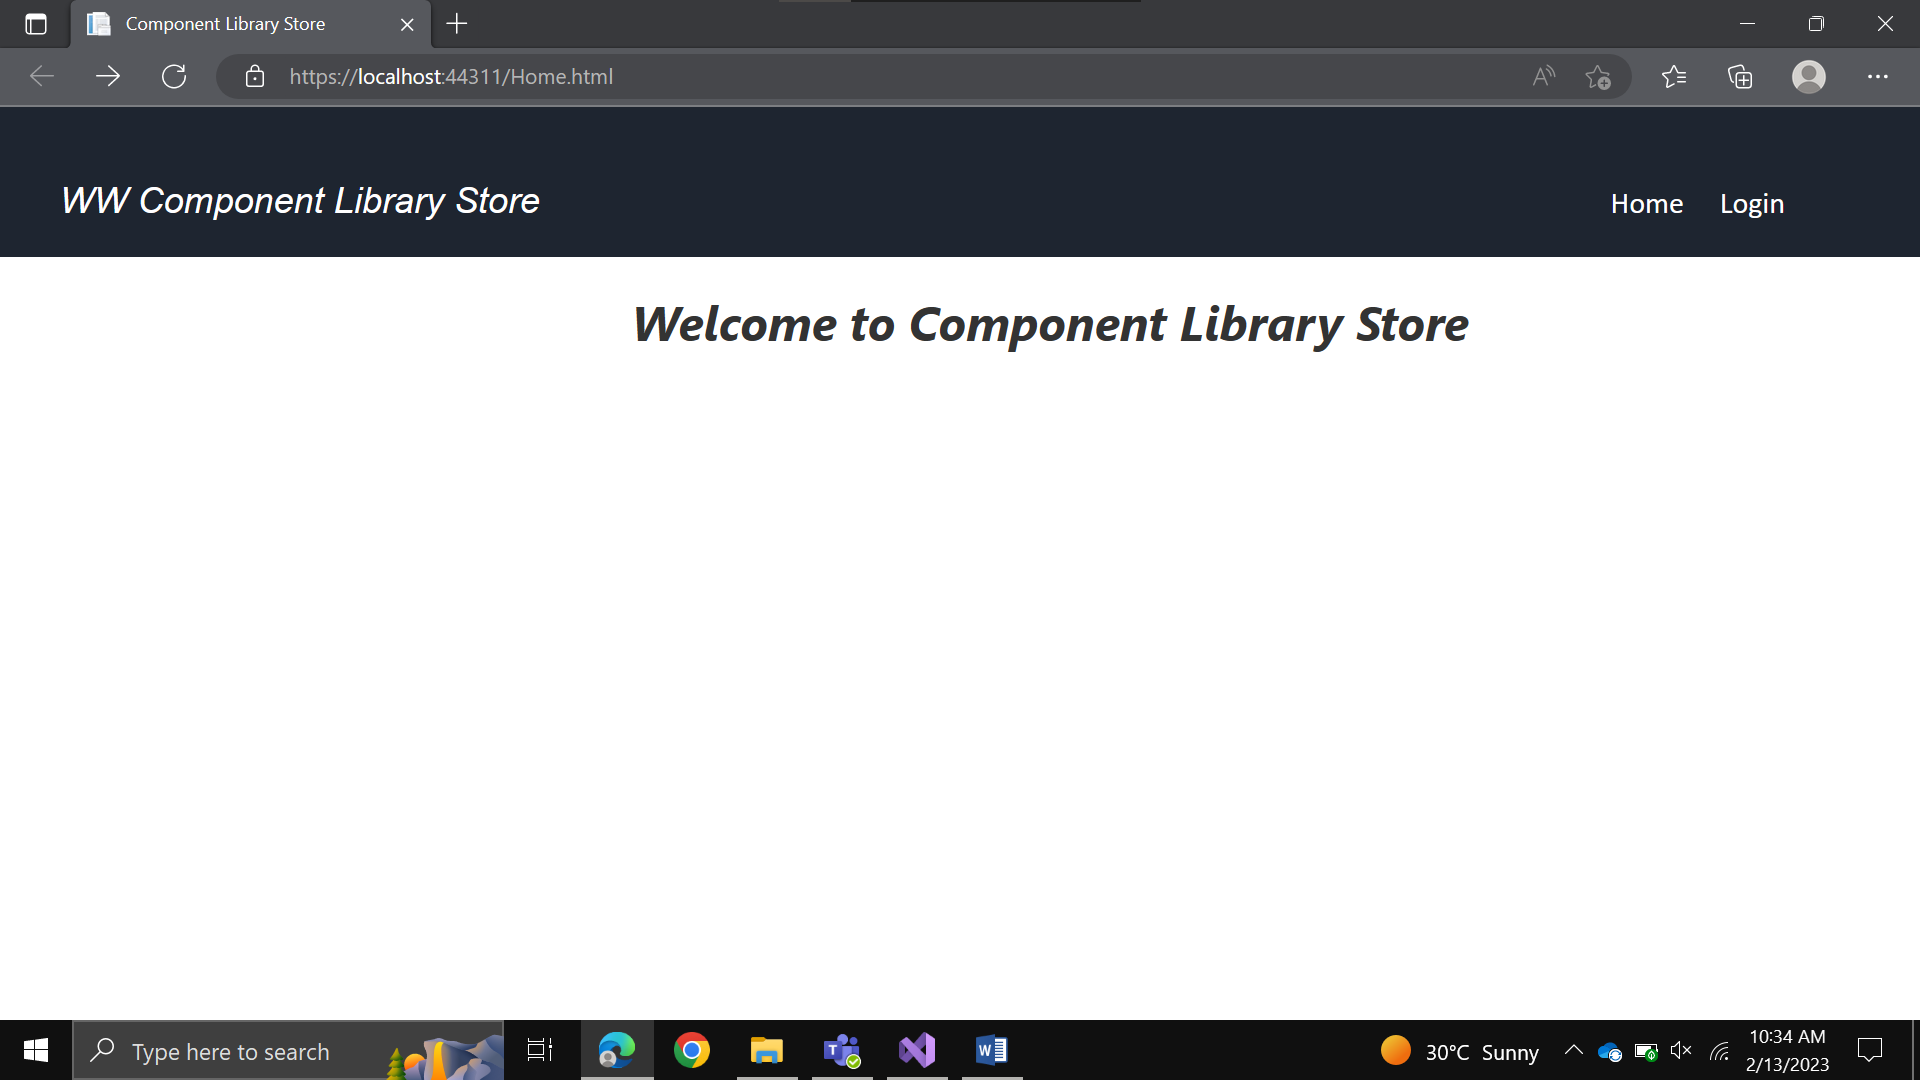 Component Library Store
https://localhost:44311/Home.html
WW Component Library Store
Home Login
Welcome to Component Library Store
Type here to search
30°C Sunny
10:34 AM
2/13/2023